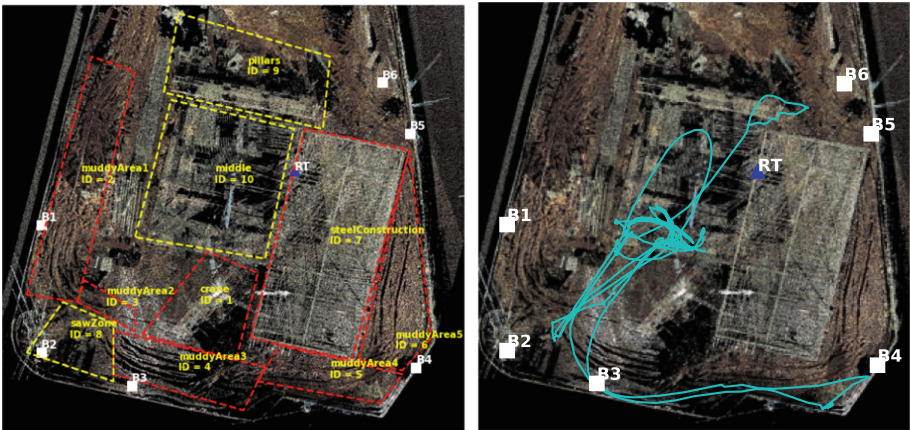 pillars
ID = 9
B6
B5
muddyArea1
ID = 2
middle
ID = 10
RT
B1
steelConstruction
ID = 7
muddyArea2
ID = 3
crane
ID = 1
sawZone
ID = 8
B2
muddyArea3
ID = 4
muddyArea5
ID = 6
muddyArea4
ID = 5
B4
B3
B6
B5
RT
B1
B2
B4
B3